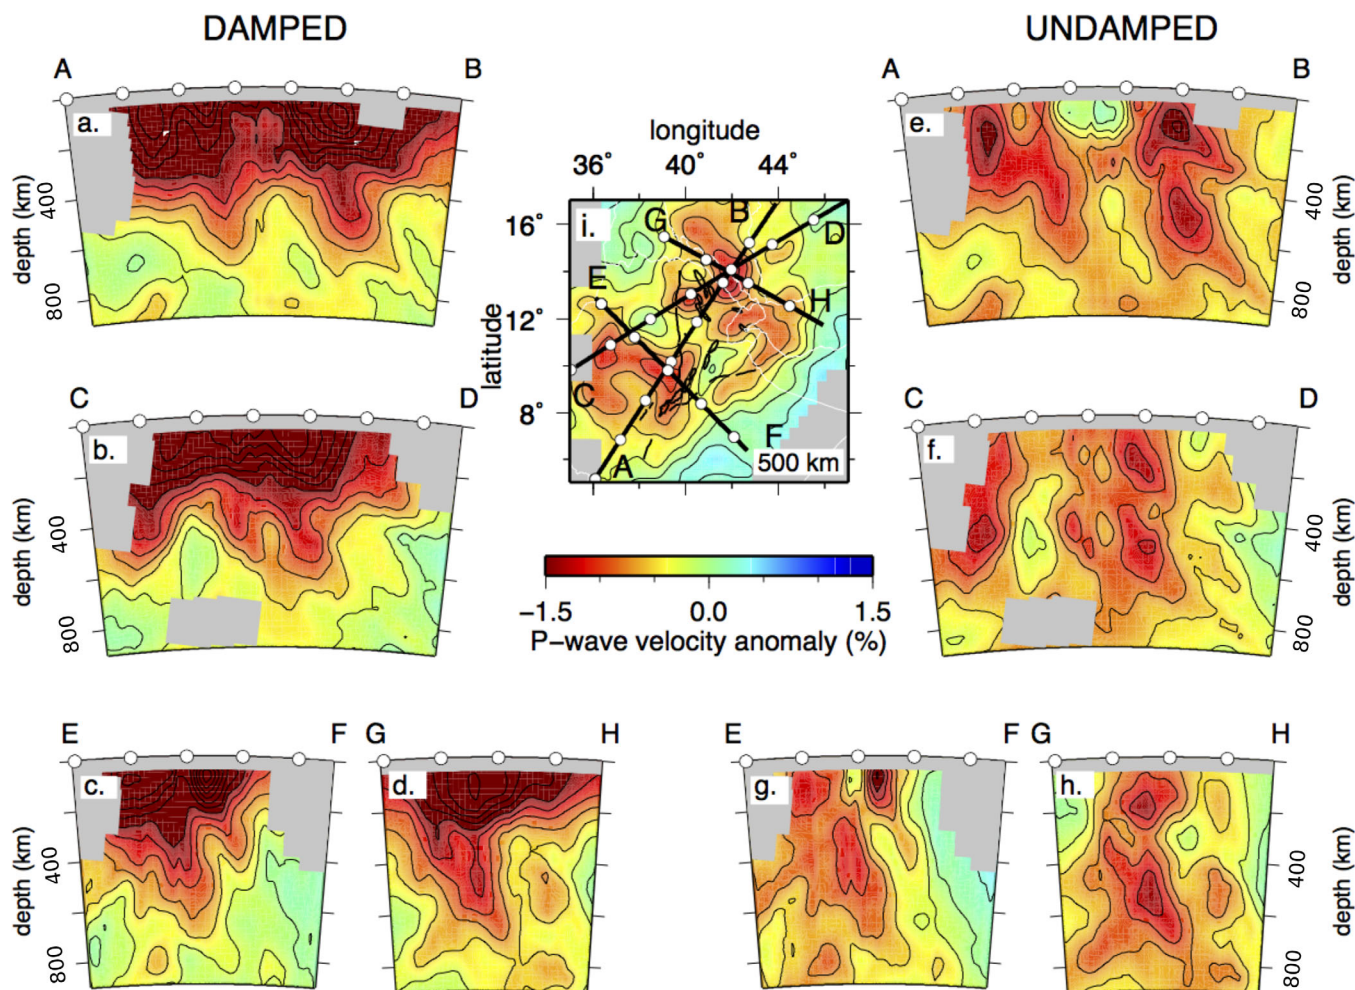 DAMPED
UNDAMPED
A B
A B
a.
e.
depth (km)
400
800
400
800
depth (km)
longitude
36° 40° 44°
16°
12°
8°
latitude
i.
G B D
E H
C
A F
500 km
C D
C D
b.
f.
depth (km)
400
800
400
800
depth (km)
−1.5 0.0 1.5
P−wave velocity anomaly (%)
E F G H
E F G H
c.
d.
g.
h.
depth (km)
400
800
400
800
depth (km)